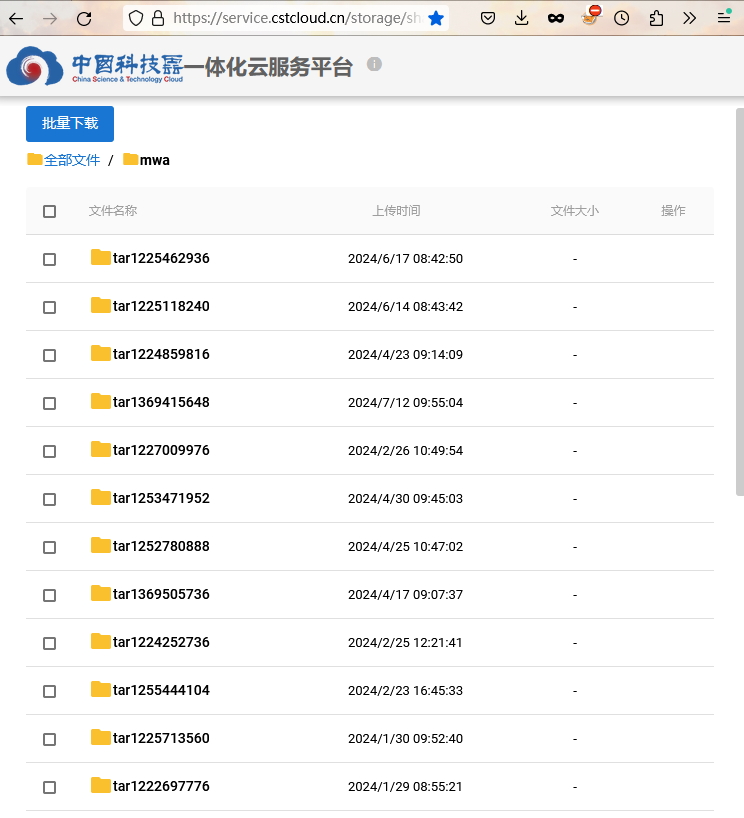 https://service.cstcloud.cn/storage/sh
中国科技云 一体化云服务平台
China Science & Technology Cloud
批量下载
全部文件 / mwa
文件名称 上传时间 文件大小 操作
tar1225462936 2024/6/17 08:42:50 -
tar1225118240 2024/6/14 08:43:42 -
tar1224859816 2024/4/23 09:14:09 -
tar1369415648 2024/7/12 09:55:04 -
tar1227009976 2024/2/26 10:49:54 -
tar1253471952 2024/4/30 09:45:03 -
tar1252780888 2024/4/25 10:47:02 -
tar1369505736 2024/4/17 09:07:37 -
tar1224252736 2024/2/25 12:21:41 -
tar1255444104 2024/2/23 16:45:33 -
tar1225713560 2024/1/30 09:52:40 -
tar1222697776 2024/1/29 08:55:21 -